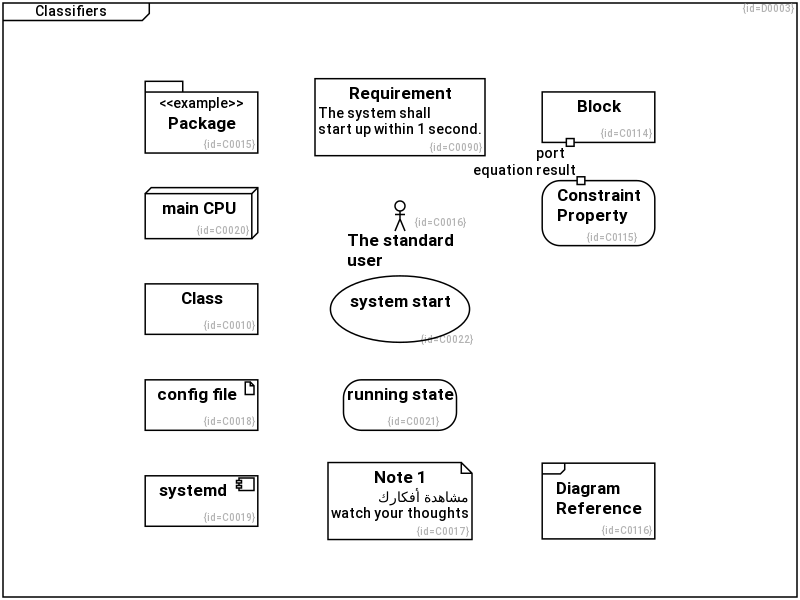 Classifiers
{id=D0003}
<<example>>
Package
{id=C0015}
Requirement
The system shall
start up within 1 second.
{id=C0090}
Block
{id=C0114}
port
equation result
Constraint
Property
{id=C0115}
main CPU
{id=C0020}
{id=C0016}
The standard
user
Class
{id=C0010}
system start
{id=C0022}
config file
{id=C0018}
running state
{id=C0021}
systemd
{id=C0019}
Note 1
مشاهدة أفكارك
watch your thoughts
{id=C0017}
Diagram
Reference
{id=C0116}